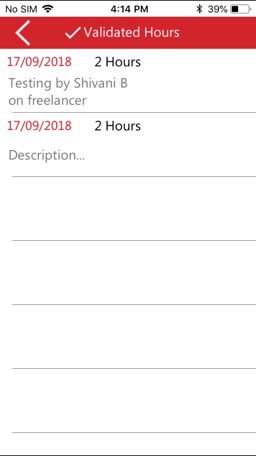 No SIM 4:14 PM 39%
Validated Hours
17/09/2018 2 Hours
Testing by Shivani B
on freelancer
17/09/2018 2 Hours
Description...